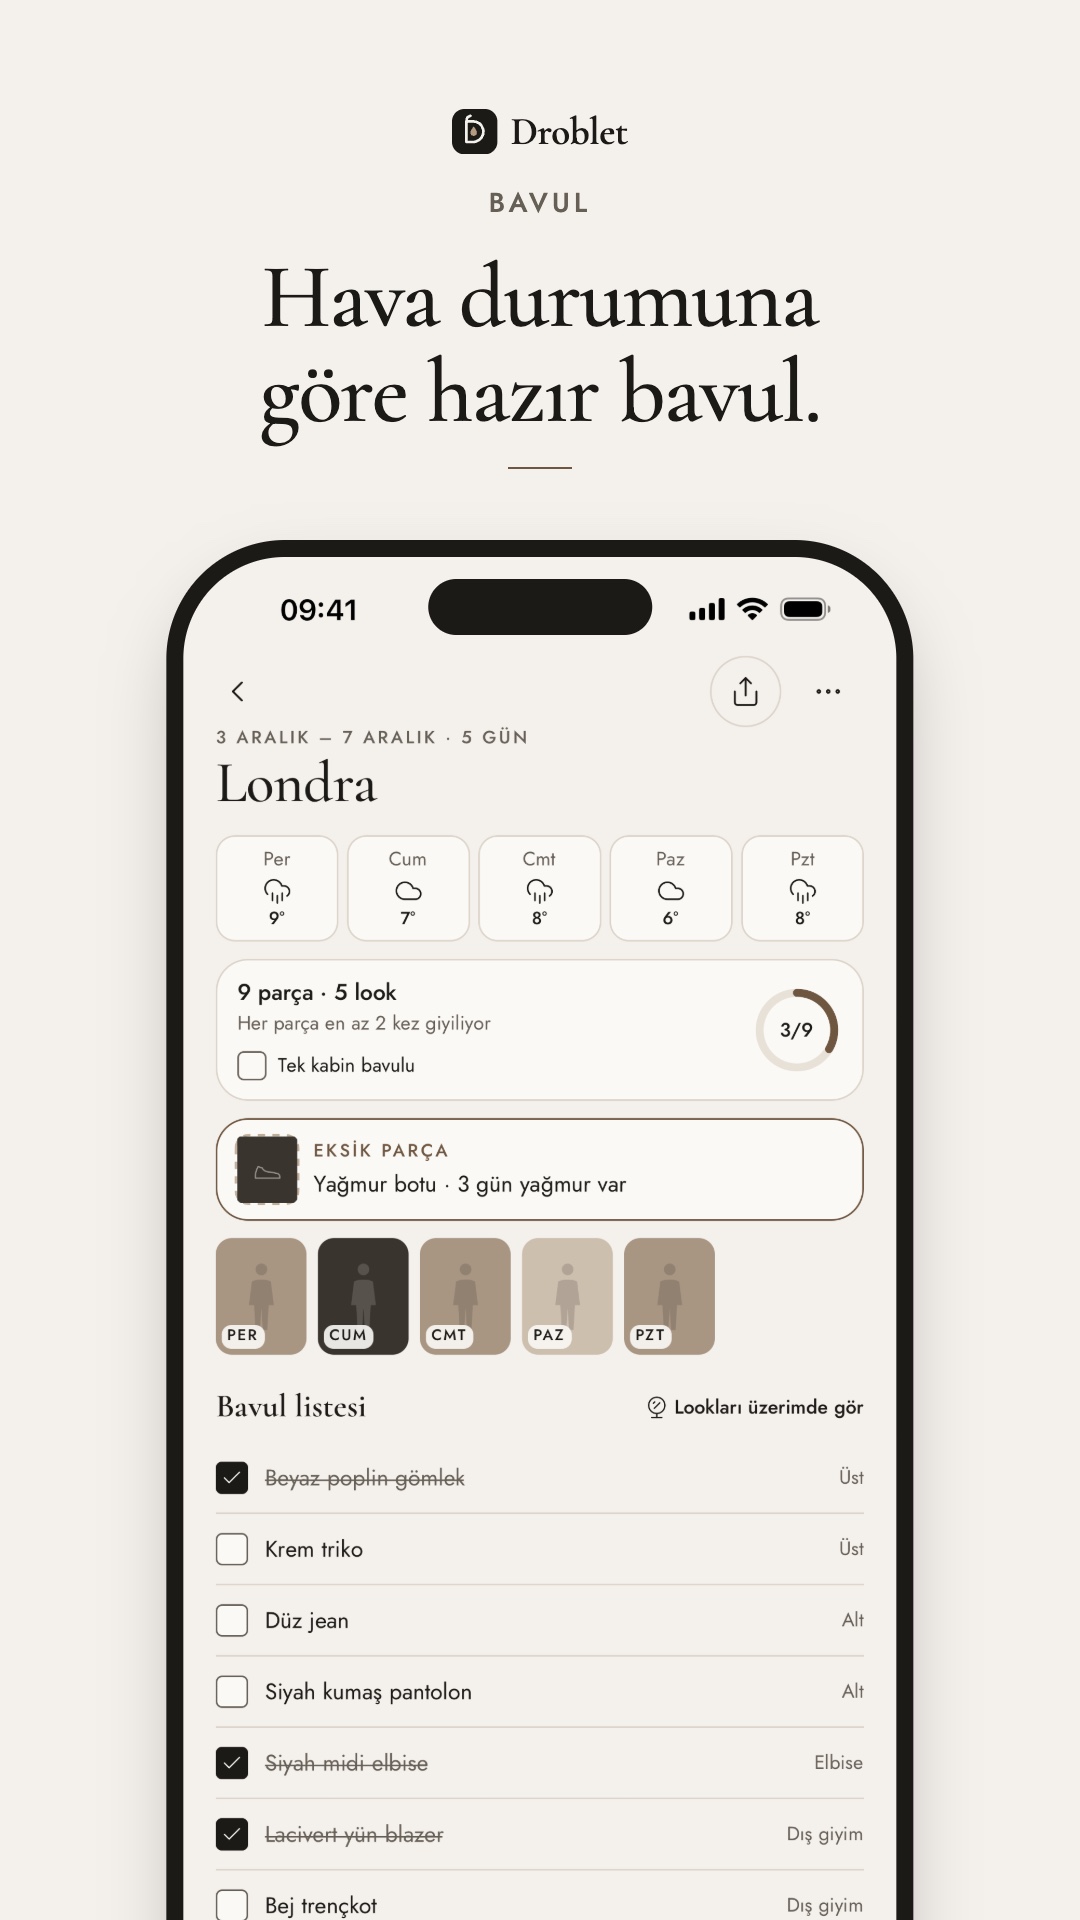 Droblet
BAVUL
Hava durumuna
göre hazır bavul.
09:41
3 ARALIK – 7 ARALIK · 5 GÜN
Londra
Per Cum Cmt Paz Pzt
9° 7° 8° 6° 8°
9 parça · 5 look
Her parça en az 2 kez giyiliyor
3/9
Tek kabin bavulu
EKSİK PARÇA
Yağmur botu · 3 gün yağmur var
PER CUM CMT PAZ PZT
Bavul listesi Lookları üzerimde gör
Beyaz poplin gömlek Üst
Krem triko Üst
Düz jean Alt
Siyah kumaş pantolon Alt
Siyah midi elbise Elbise
Lacivert yün blazer Dış giyim
Bej trençkot Dış giyim